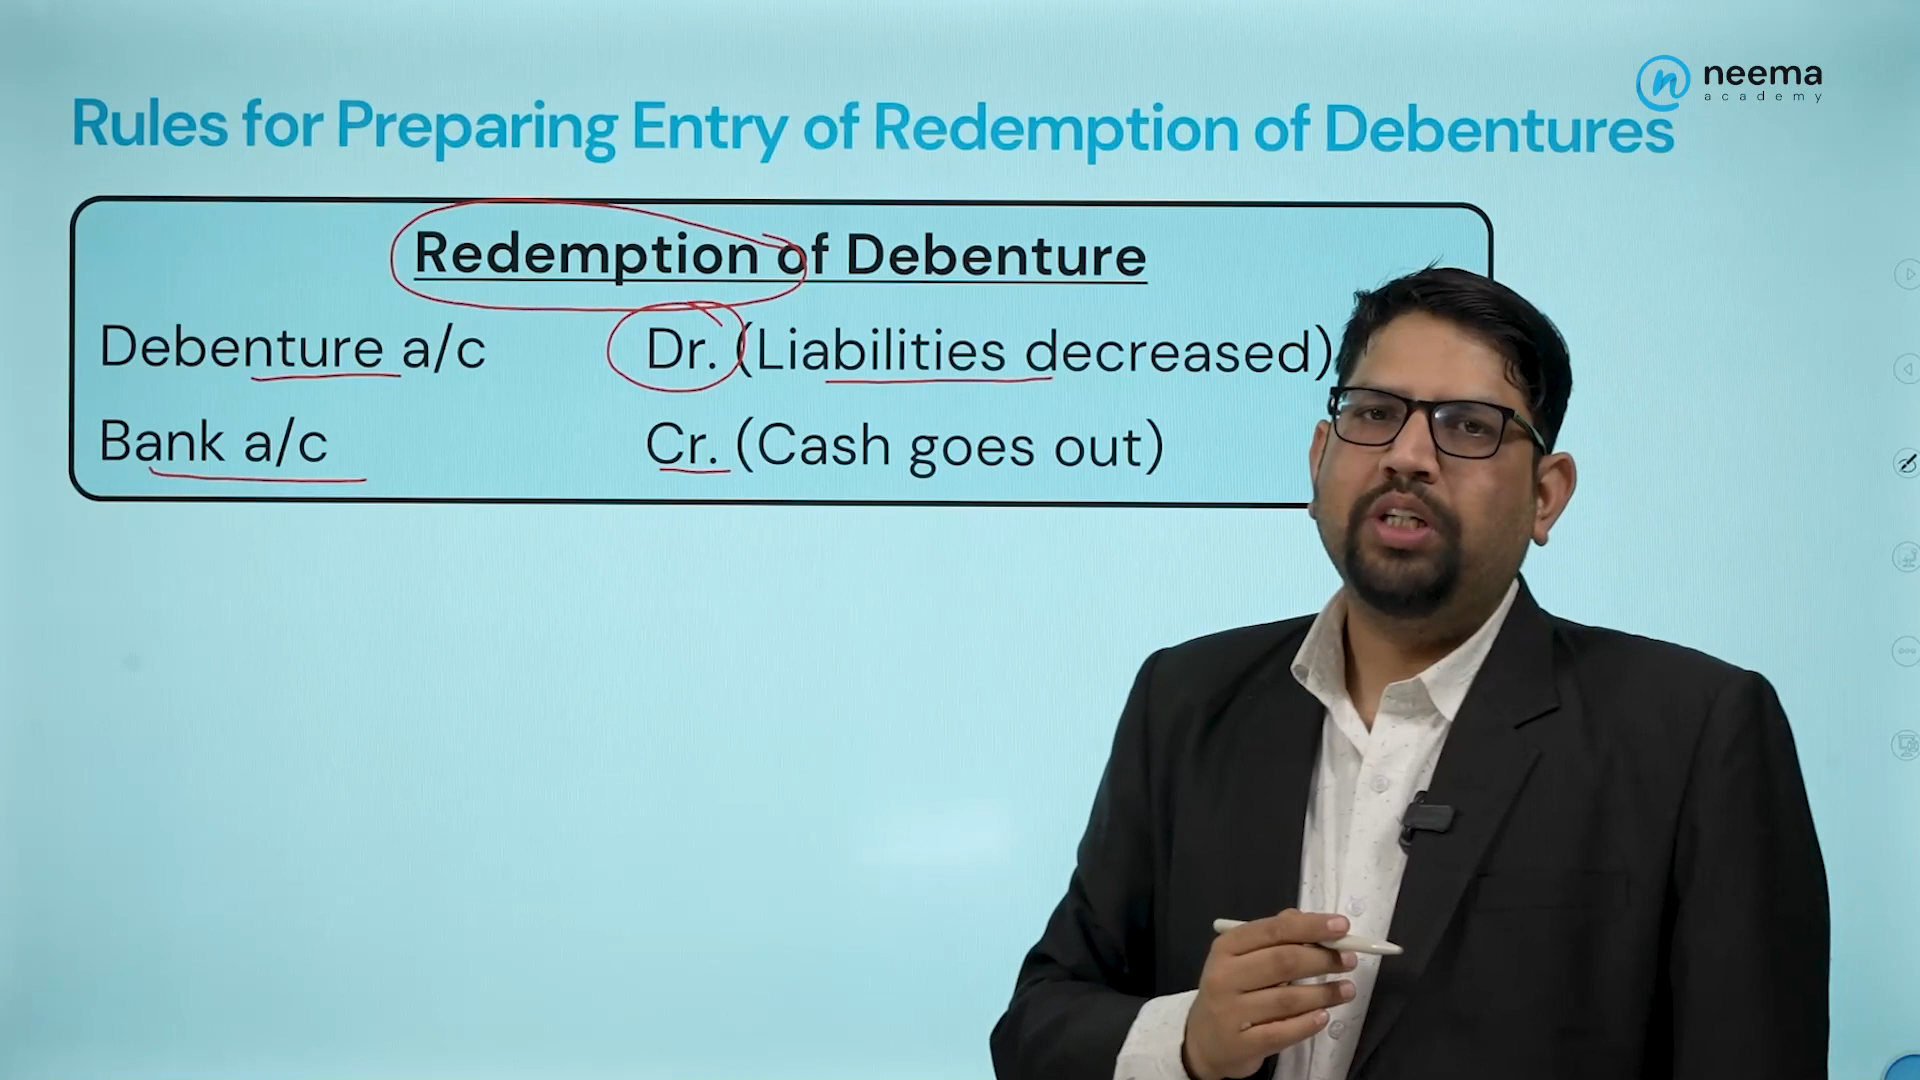 neema
academy
Rules for Preparing Entry of Redemption of Debentures
Redemption of Debenture
Debenture a/c Dr. (Liabilities decreased)
Bank a/c Cr. (Cash goes out)